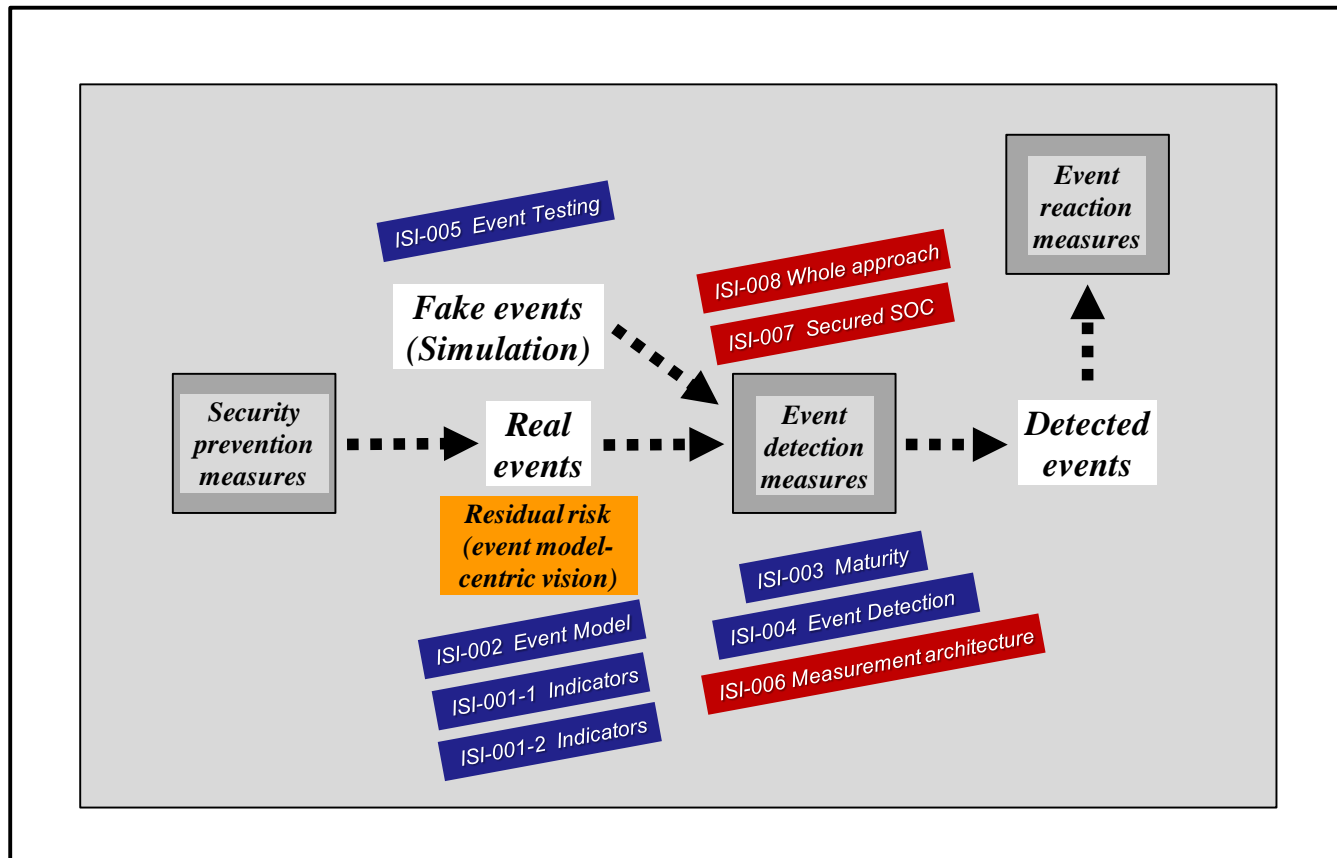 ISI-005 Event Testing
Event
reaction
measures
ISI-008 Whole approach
ISI-007 Secured SOC
Fake events
(Simulation)
Security
prevention
measures
Real
events
Event
detection
measures
Detected
events
Residual risk
(event model-
centric vision)
ISI-003 Maturity
ISI-004 Event Detection
ISI-006 Measurement architecture
ISI-002 Event Model
ISI-001-1 Indicators
ISI-001-2 Indicators